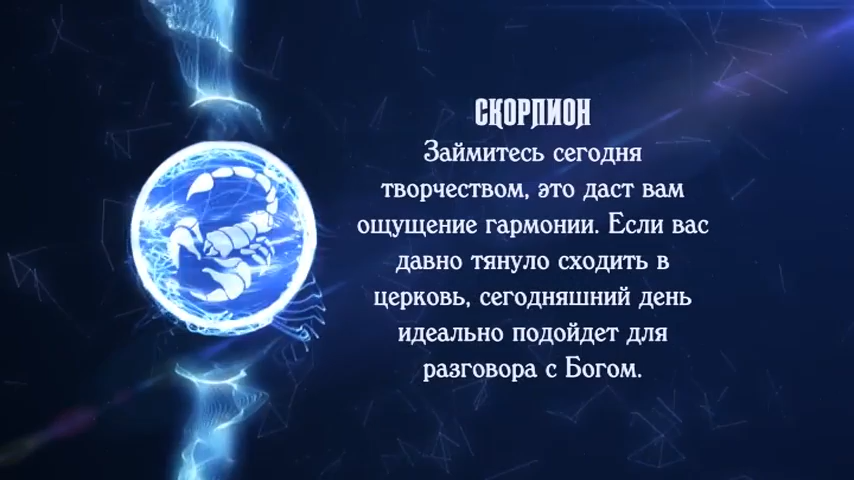 СКОРПИОН
Займитесь сегодня
творчеством, это даст вам
ощущение гармонии. Если вас
давно тянуло сходить в
церковь, сегодняшний день
идеально подойдет для
разговора с Богом.